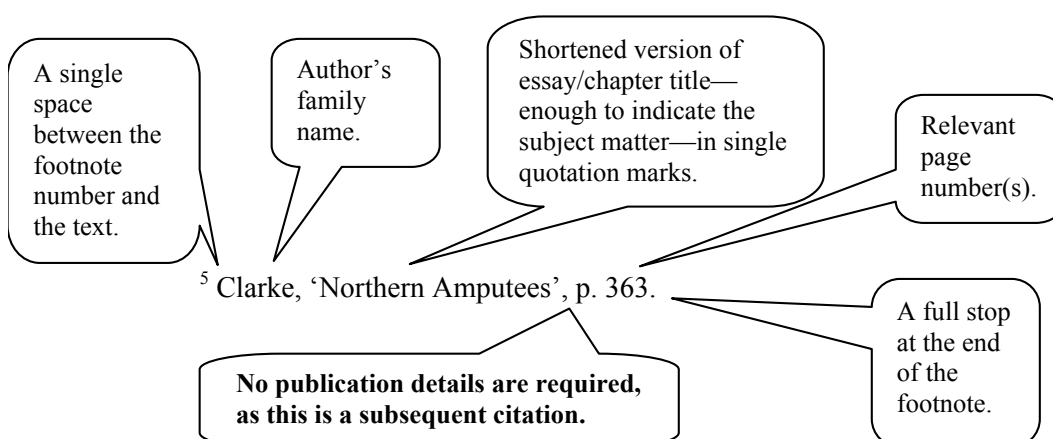 A single
space
between the
footnote
number and
the text.
Author’s
family
name.
Shortened version of
essay/chapter title—
enough to indicate the
subject matter—in single
quotation marks.
Relevant
page
number(s).
5 Clarke, ‘Northern Amputees’, p. 363.
No publication details are required,
as this is a subsequent citation.
A full stop
at the end
of the
footnote.